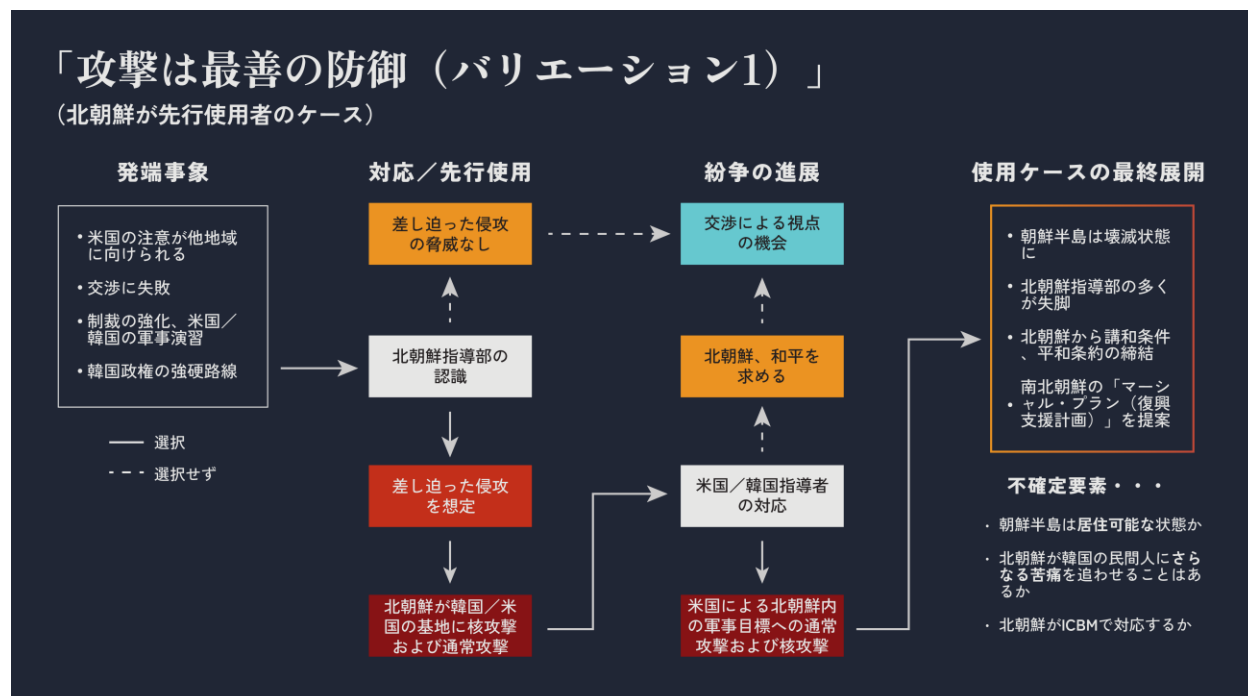 「攻撃は最善の防御（バリエーション1）」
（北朝鮮が先行使用者のケース）
発端事象
・米国の注意が他地域
に向けられる
・交渉に失敗
・制裁の強化、米国／
韓国の軍事演習
・韓国政権の強硬路線
選択
選択せず
対応／先行使用
差し迫った侵攻
の脅威なし
北朝鮮指導部の
認識
差し迫った侵攻
を想定
北朝鮮が韓国／米
国の基地に核攻撃
および通常攻撃
紛争の進展
交渉による視点
の機会
北朝鮮、和平を
求める
米国／韓国指導者
の対応
米国による北朝鮮内
の軍事目標への通常
攻撃および核攻撃
使用ケースの最終展開
• 朝鮮半島は壊滅状態
に
• 北朝鮮指導部の多く
が失脚
• 北朝鮮から講和条件
、平和条約の締結
南北朝鮮の「マーシ
• ャル・プラン（復興
支援計画）」を提案
不確定要素・・・
・ 朝鮮半島は居住可能な状態か
・ 北朝鮮が韓国の民間人にさら
なる苦痛を追わせることはあ
るか
・ 北朝鮮がICBMで対応するか